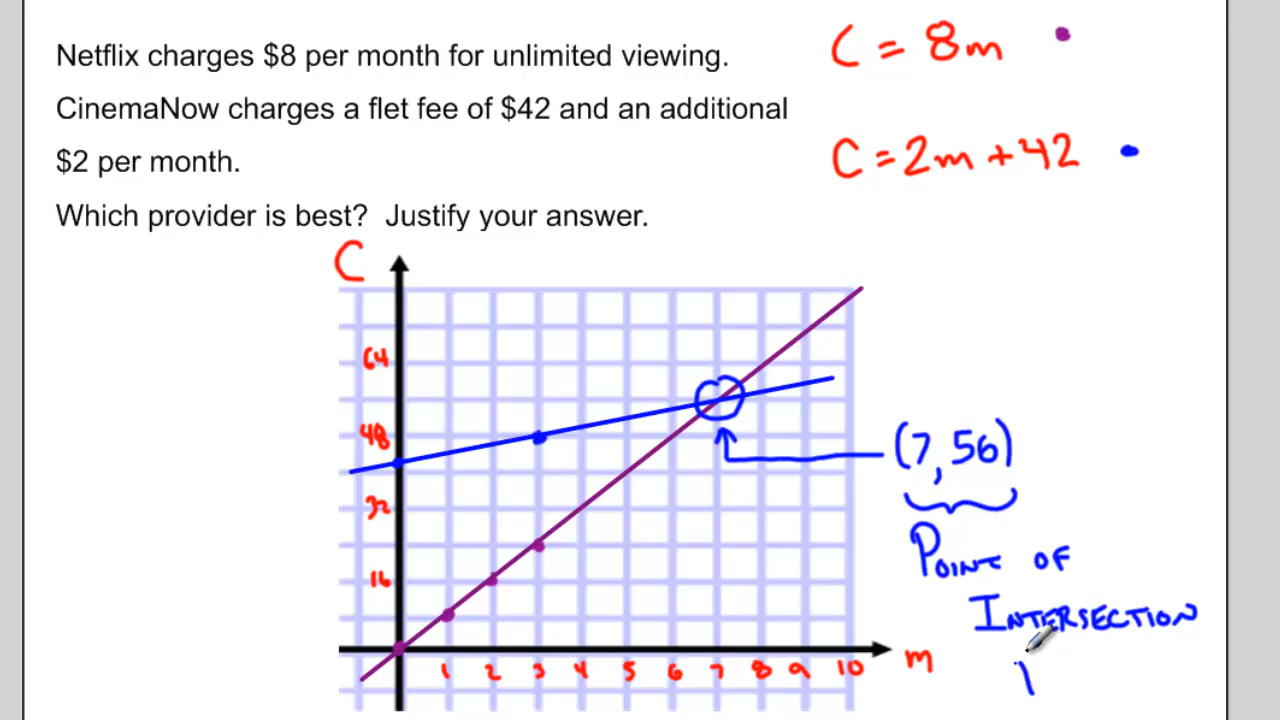 Netflix charges $8 per month for unlimited viewing.
CinemaNow charges a flet fee of $42 and an additional
$2 per month.
Which provider is best?  Justify your answer.
C = 8m
C = 2m + 42
C
64
48
32
16
1 2 3 4 5 6 7 8 9 10
m
(7, 56)
POINT OF
INTERSECTION